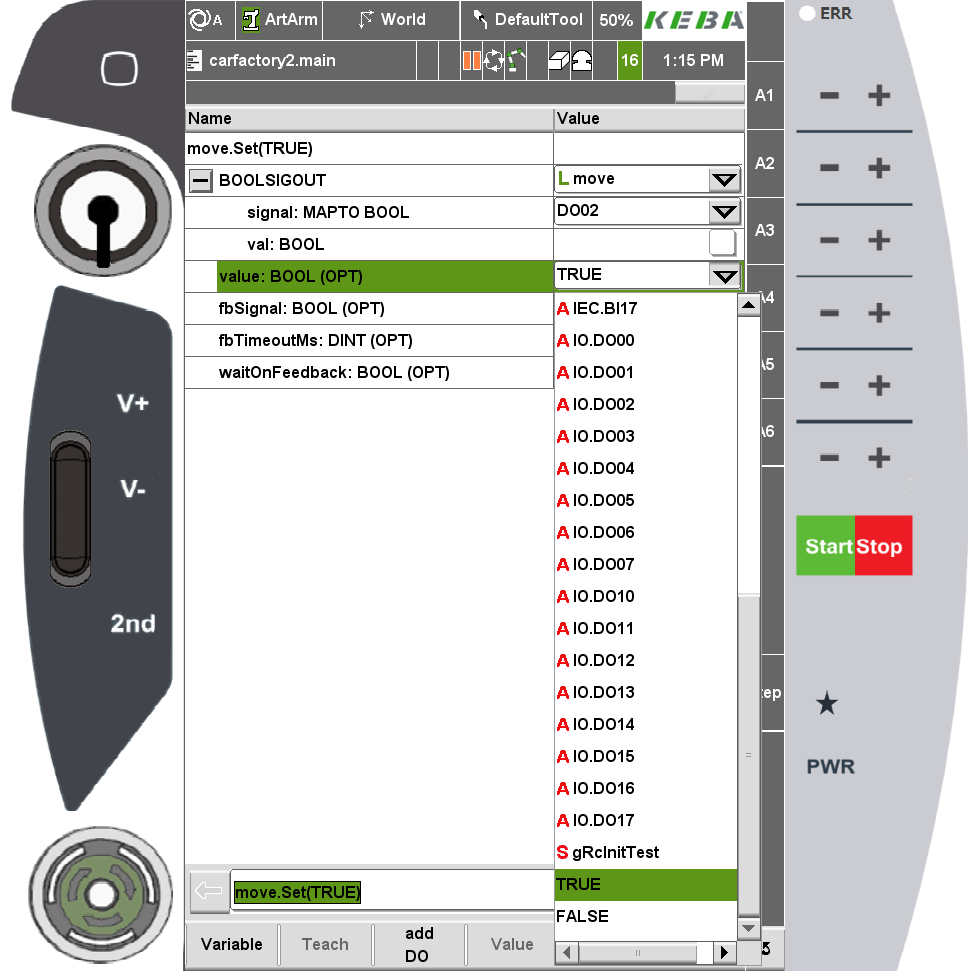 A ArtArm World DefaultTool 50% KEBA
ERR
carfactory2.main 16 1:15 PM
A1
Name Value
move.Set(TRUE)
A2
BOOLSIGOUT L move
signal: MAPTO BOOL DO02
A3
val: BOOL
value: BOOL (OPT) TRUE
A4
fbSignal: BOOL (OPT) A IEC.BI17
fbTimeoutMs: DINT (OPT) A IO.DO00
A5
waitOnFeedback: BOOL (OPT) A IO.DO01
V+
A IO.DO02
A6
A IO.DO03
A IO.DO04
V-
A IO.DO05
A IO.DO06
Start Stop
A IO.DO07
A IO.DO10
2nd
A IO.DO11
A IO.DO12
A IO.DO13
ep
A IO.DO14
A IO.DO15
PWR
A IO.DO16
A IO.DO17
S gRcInitTest
TRUE
move.Set(TRUE)
FALSE
Variable Teach add DO Value